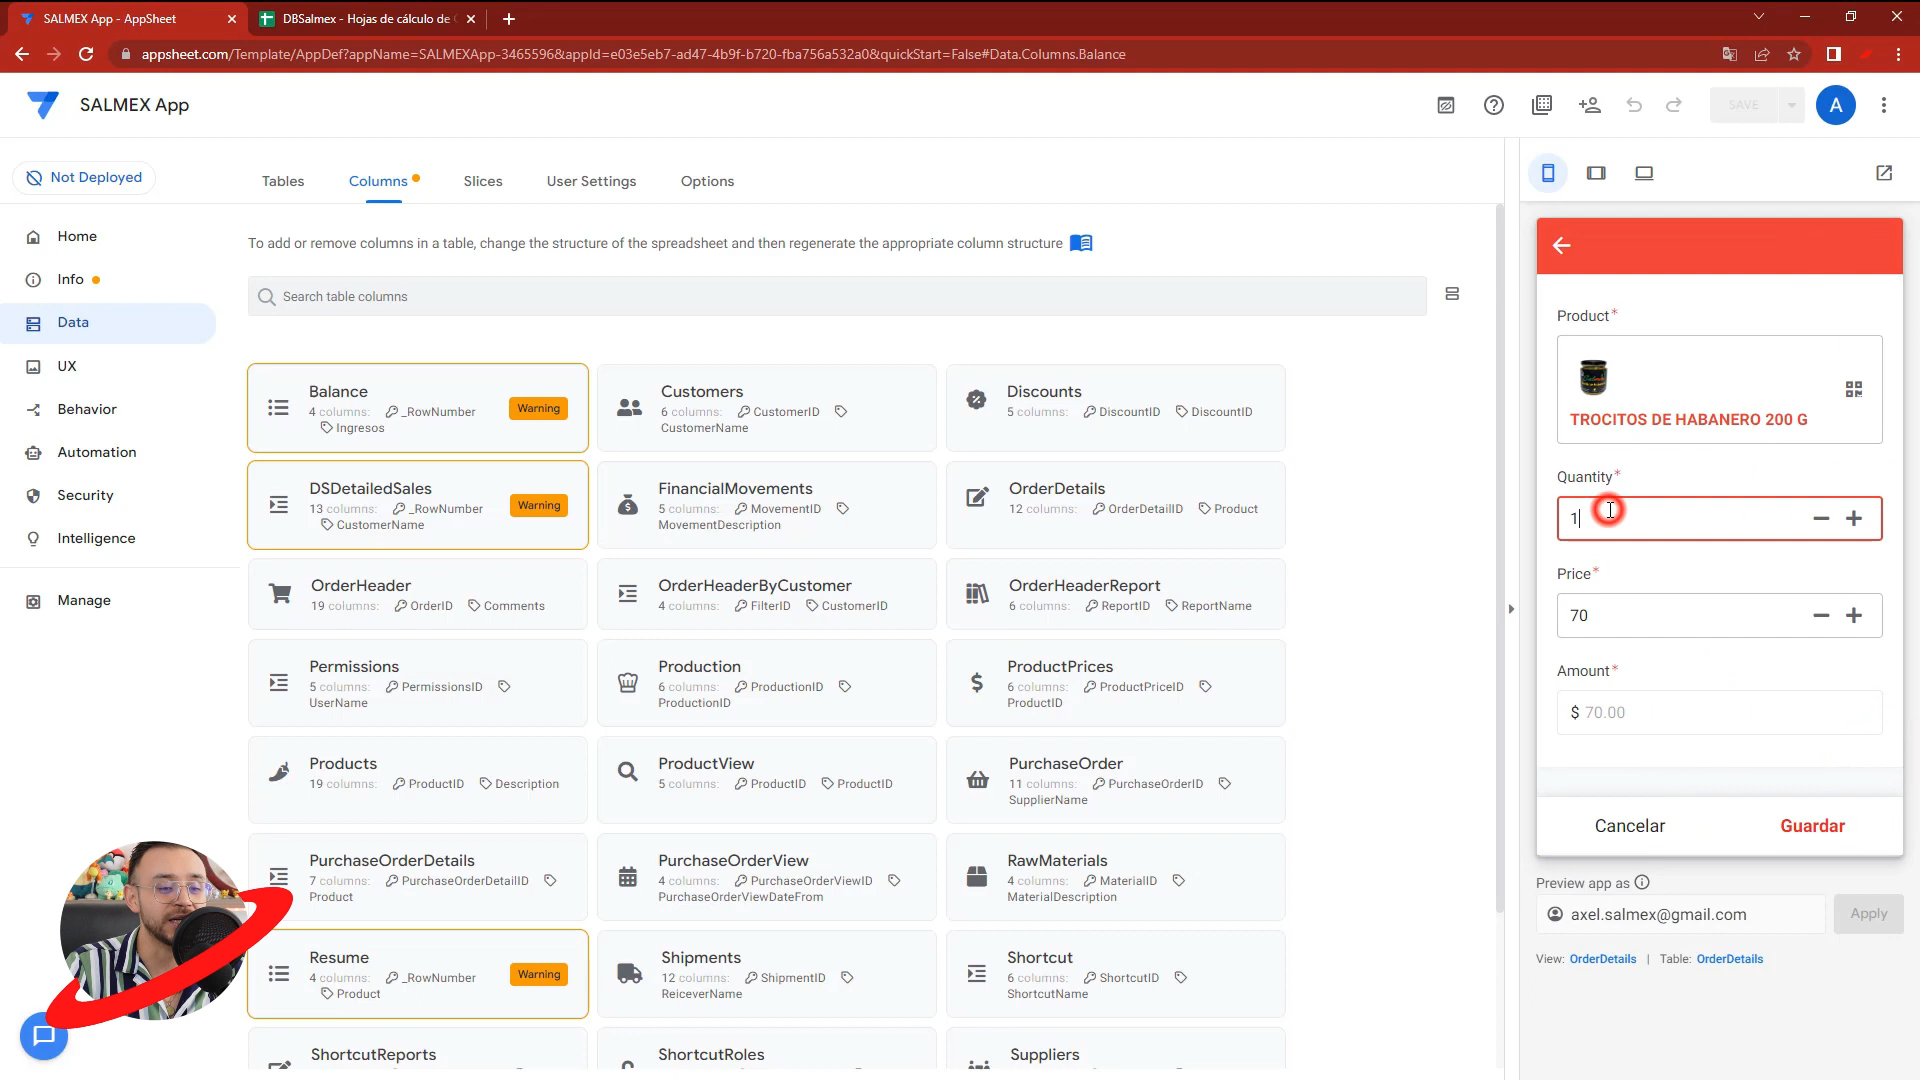 SALMEX App - AppSheet
DBSalmex - Hojas de cálculo de
appsheet.com/Template/AppDef?appName=SALMEXApp-3465596&appId=e03e5eb7-ad47-4b9f-b720-fba756a532a0&quickStart=False#Data.Columns.Balance
SALMEX App
SAVE
A
Not Deployed
Tables
Columns
Slices
User Settings
Options
Home
Info
Data
UX
Behavior
Automation
Security
Intelligence
Manage
To add or remove columns in a table, change the structure of the spreadsheet and then regenerate the appropriate column structure
Search table columns
Balance
4 columns: _RowNumber
Ingresos
Warning
Customers
6 columns: CustomerID
CustomerName
Discounts
5 columns: DiscountID DiscountID
DSDetailedSales
13 columns: _RowNumber
CustomerName
Warning
FinancialMovements
5 columns: MovementID
MovementDescription
OrderDetails
12 columns: OrderDetailID Product
OrderHeader
19 columns: OrderID Comments
OrderHeaderByCustomer
4 columns: FilterID CustomerID
OrderHeaderReport
6 columns: ReportID ReportName
Permissions
5 columns: PermissionsID
UserName
Production
6 columns: ProductionID
ProductionID
ProductPrices
6 columns: ProductPriceID
ProductID
Products
19 columns: ProductID Description
ProductView
5 columns: ProductID ProductID
PurchaseOrder
11 columns: PurchaseOrderID
SupplierName
PurchaseOrderDetails
7 columns: PurchaseOrderDetailID
Product
PurchaseOrderView
4 columns: PurchaseOrderViewID
PurchaseOrderViewDateFrom
RawMaterials
4 columns: MaterialID
MaterialDescription
Resume
4 columns: _RowNumber
Product
Warning
Shipments
12 columns: ShipmentID
ReiceverName
Shortcut
6 columns: ShortcutID
ShortcutName
ShortcutReports
ShortcutRoles
Suppliers
Product*
TROCITOS DE HABANERO 200 G
Quantity*
1
Price*
70
Amount*
$ 70.00
Cancelar
Guardar
Preview app as
axel.salmex@gmail.com
Apply
View: OrderDetails | Table: OrderDetails